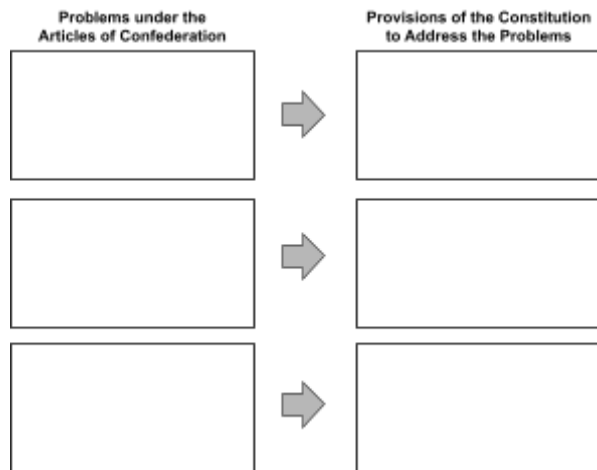 Problems under the
Articles of Confederation
Provisions of the Constitution
to Address the Problems